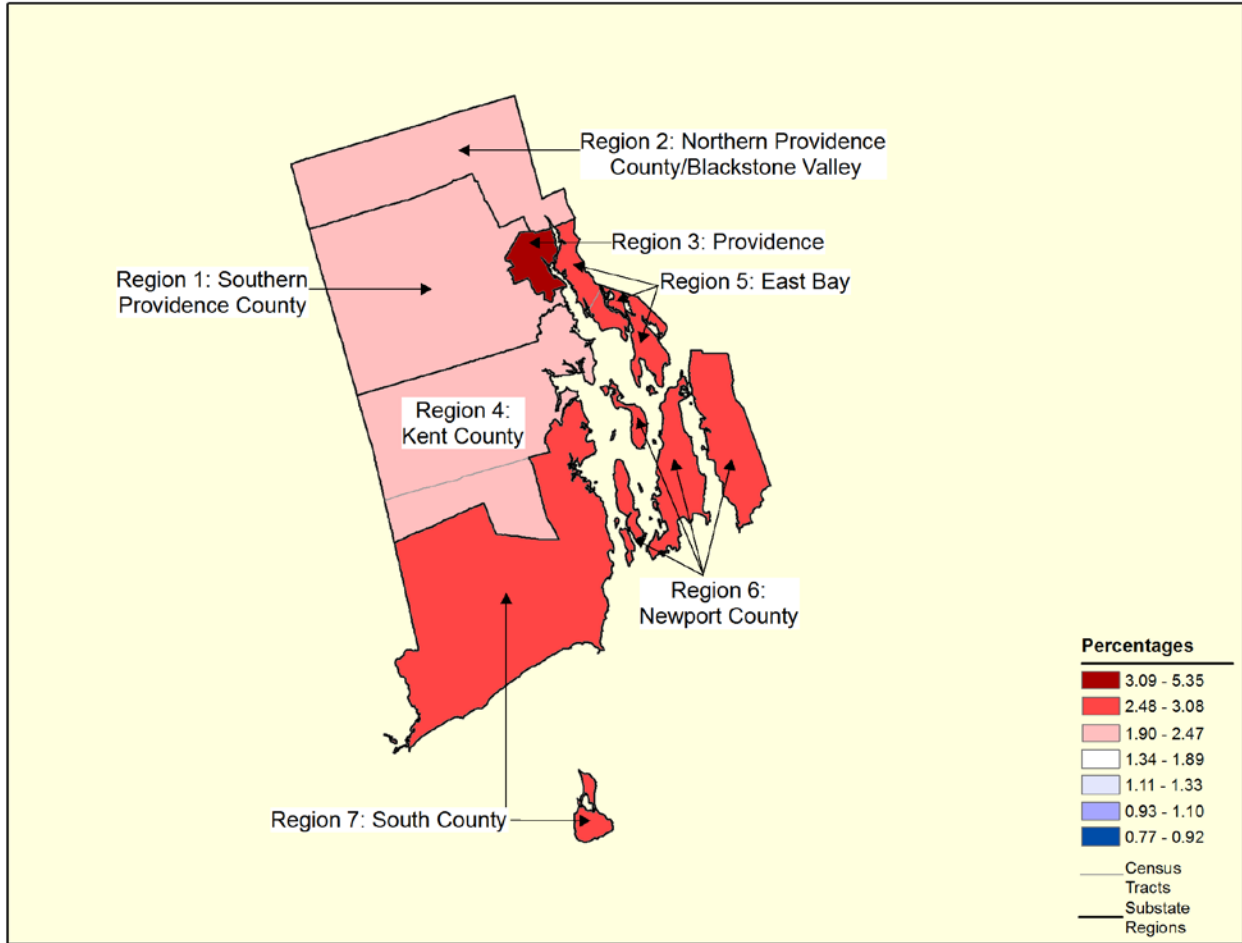 Region 2: Northern Providence
County/Blackstone Valley
Region 3: Providence
Region 1: Southern
Providence County
Region 5: East Bay
Region 4:
Kent County
Region 6:
Newport County
Region 7: South County
Percentages
3.09 - 5.35
2.48 - 3.08
1.90 - 2.47
1.34 - 1.89
1.11 - 1.33
0.93 - 1.10
0.77 - 0.92
Census
Tracts
Substate
Regions